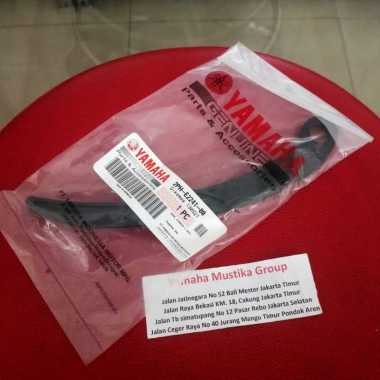 YAMAHA
GENUINE
Parts & Accessories
YAMAHA
2PH-E2241-00
1 PC
Yamaha Mustika Group
Jalan Jatinegara No 52 Bali Mester Jakarta Timur
Jalan Raya Bekasi KM. 18, Cakung Jakarta Timur
Jalan Tb simatupang No 12 Pasar Rebo Jakarta Selatan
Jalan Ceger Raya No 40 Jurang Mangu Timur Pondok Aren